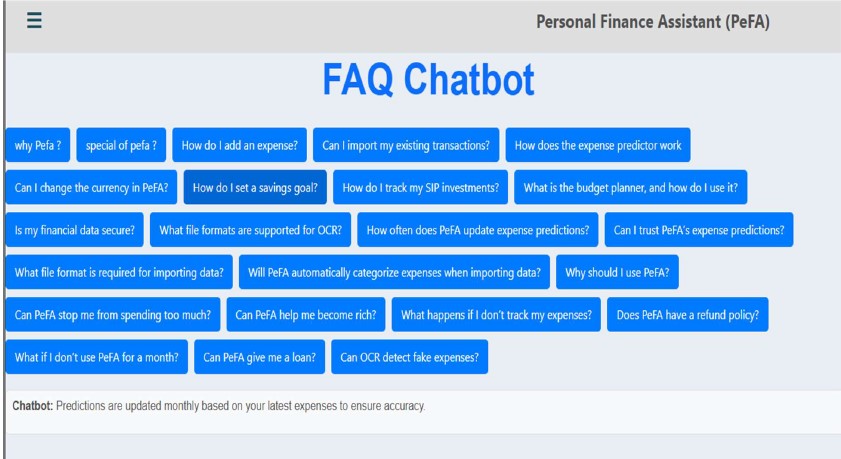 Personal Finance Assistant (PeFA)
FAQ Chatbot
why Pefa ? special of pefa ? How do I add an expense? Can I import my existing transactions? How does the expense predictor work
Can I change the currency in PeFA? How do I set a savings goal? How do I track my SIP investments? What is the budget planner, and how do I use it?
Is my financial data secure? What file formats are supported for OCR? How often does PeFA update expense predictions? Can I trust PeFA's expense predictions?
What file format is required for importing data? Will PeFA automatically categorize expenses when importing data? Why should I use PeFA?
Can PeFA stop me from spending too much? Can PeFA help me become rich? What happens if I don't track my expenses? Does PeFA have a refund policy?
What if I don't use PeFA for a month? Can PeFA give me a loan? Can OCR detect fake expenses?
Chatbot: Predictions are updated monthly based on your latest expenses to ensure accuracy.